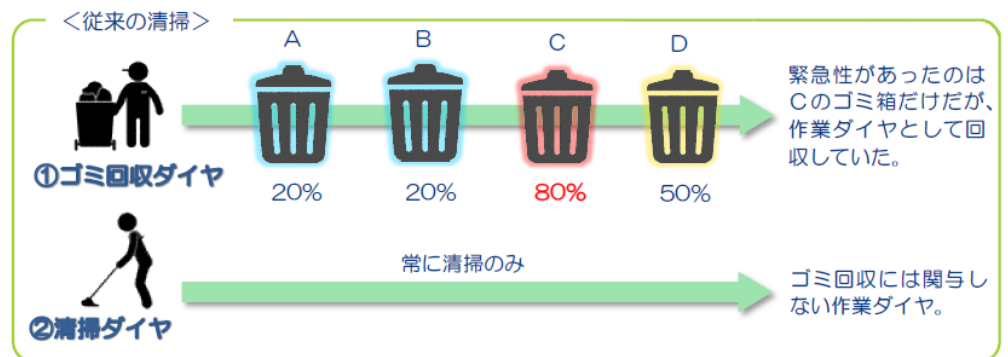 ＜従来の清掃＞
A
B
C
D
緊急性があったのは
Cのゴミ箱だけだが、
作業ダイヤとして回
収していた。
①ゴミ回収ダイヤ
20%
20%
80%
50%
常に清掃のみ
ゴミ回収には関与し
ない作業ダイヤ。
②清掃ダイヤ